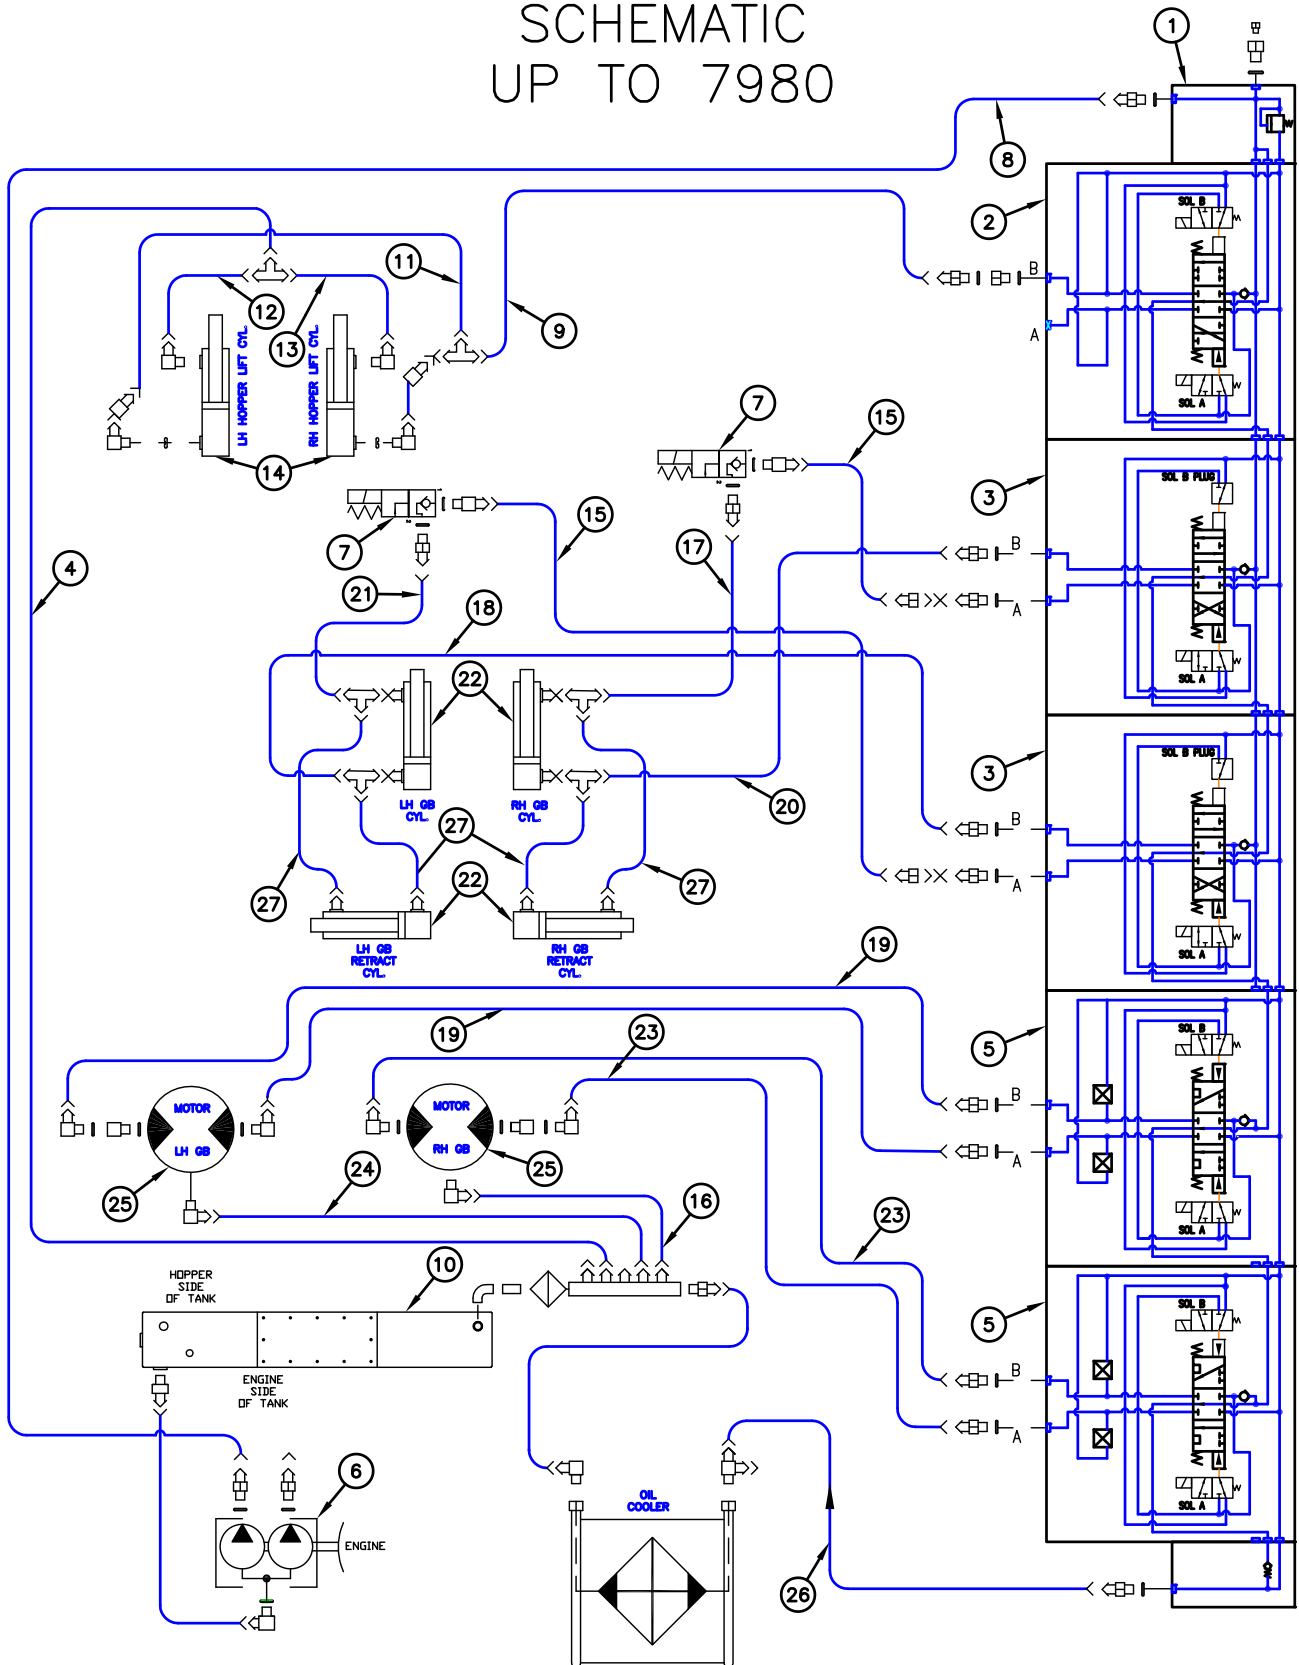 SCHEMATIC
UP TO 7980
1
8
2
SOL B
B
A
SOL A
11
9
12
13
LH HOPPER LIFT CYL.
RH HOPPER LIFT CYL.
14
7
15
3
SOL B PLUG
B
A
SOL A
7
15
17
4
21
18
22
20
LH GB
CYL.
RH GB
CYL.
27
27
22
27
LH GB
RETRACT
CYL.
RH GB
RETRACT
CYL.
3
SOL B PLUG
B
A
SOL A
19
19
23
5
SOL B
B
A
SOL A
MOTOR
LH GB
MOTOR
RH GB
25
25
24
16
23
10
HOPPER
SIDE
OF TANK
ENGINE
SIDE
OF TANK
5
SOL B
B
A
SOL A
6
ENGINE
OIL
COOLER
26